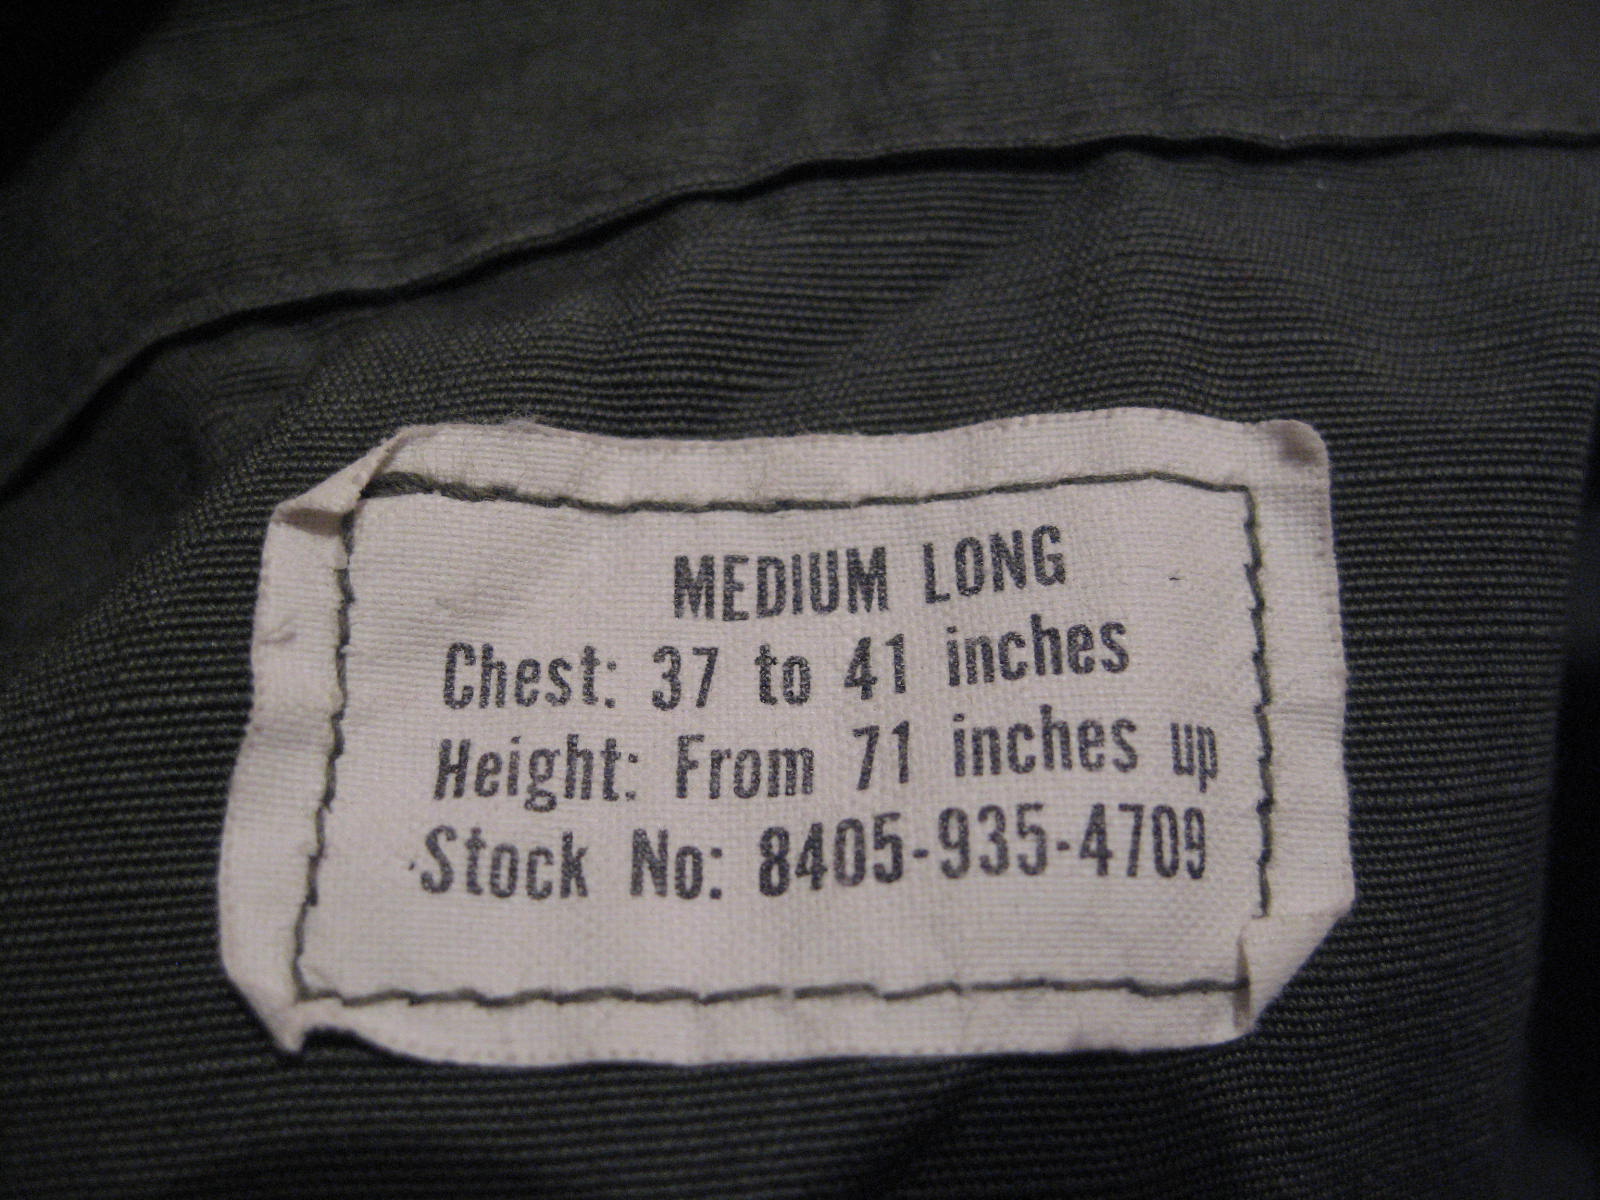 MEDIUM LONG
Chest: 37 to 41 inches
Height: From 71 inches up
Stock No: 8405-935-4709